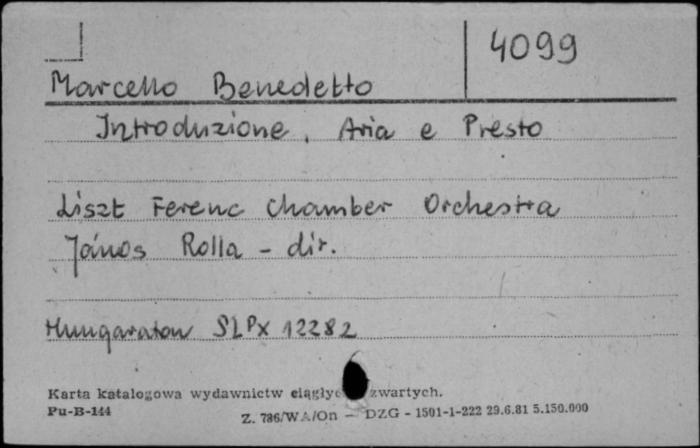 4099
Marcello Benedetto
Introduzione, Aria e Presto
Liszt Ferenc Chamber Orchestra
János Rolla - dir.
Hungaraton SLPX 12282
Karta katalogowa wydawnictw zwartych.
Pu-B-144
Z. 786/WA/On — DZG - 1501-1-222 29.6.81 5.150.000